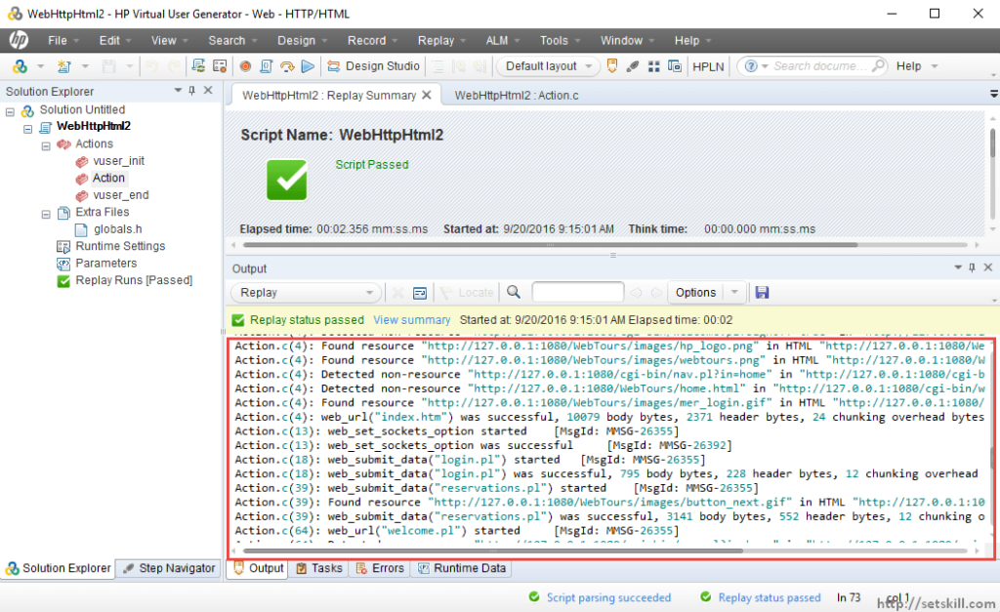 WebHttpHtml2 - HP Virtual User Generator - Web - HTTP/HTML
hp File Edit View Search Design Record Replay ALM Tools Window Help
Design Studio Default layout HPLN Search docume... Help
Solution Explorer
Solution Untitled
WebHttpHtml2
Actions
vuser_init
Action
vuser_end
Extra Files
globals.h
Runtime Settings
Parameters
Replay Runs [Passed]
Solution Explorer Step Navigator
WebHttpHtml2 : Replay Summary WebHttpHtml2 : Action.c
Script Name: WebHttpHtml2
Script Passed
Elapsed time: 00:02.356 mm:ss.ms Started at: 9/20/2016 9:15:01 AM Think time: 00:00.000 mm:ss.ms
Output
Replay Locate Options
Replay status passed View summary Started at: 9/20/2016 9:15:01 AM Elapsed time: 00:02
Action.c(4): Found resource "http://127.0.0.1:1080/WebTours/images/hp_logo.png" in HTML "http://127.0.0.1:1080/We
Action.c(4): Found resource "http://127.0.0.1:1080/WebTours/images/webtours.png" in HTML "http://127.0.0.1:1080/W
Action.c(4): Detected non-resource "http://127.0.0.1:1080/cgi-bin/nav.pl?in=home" in "http://127.0.0.1:1080/cgi-b
Action.c(4): Detected non-resource "http://127.0.0.1:1080/WebTours/home.html" in "http://127.0.0.1:1080/cgi-bin/w
Action.c(4): Found resource "http://127.0.0.1:1080/WebTours/images/mer_login.gif" in HTML "http://127.0.0.1:1080/
Action.c(4): web_url("index.htm") was successful, 10079 body bytes, 2371 header bytes, 24 chunking overhead bytes
Action.c(13): web_set_sockets_option started [MsgId: MMSG-26355]
Action.c(13): web_set_sockets_option was successful [MsgId: MMSG-26392]
Action.c(18): web_submit_data("login.pl") started [MsgId: MMSG-26355]
Action.c(18): web_submit_data("login.pl") was successful, 795 body bytes, 228 header bytes, 12 chunking overhead
Action.c(39): web_submit_data("reservations.pl") started [MsgId: MMSG-26355]
Action.c(39): Found resource "http://127.0.0.1:1080/WebTours/images/button_next.gif" in HTML "http://127.0.0.1:10
Action.c(39): web_submit_data("reservations.pl") was successful, 3141 body bytes, 552 header bytes, 12 chunking o
Action.c(64): web_url("welcome.pl") started [MsgId: MMSG-26355]
Output Tasks Errors Runtime Data
Script parsing succeeded Replay status passed ln 73 col 1
http://setskill.com